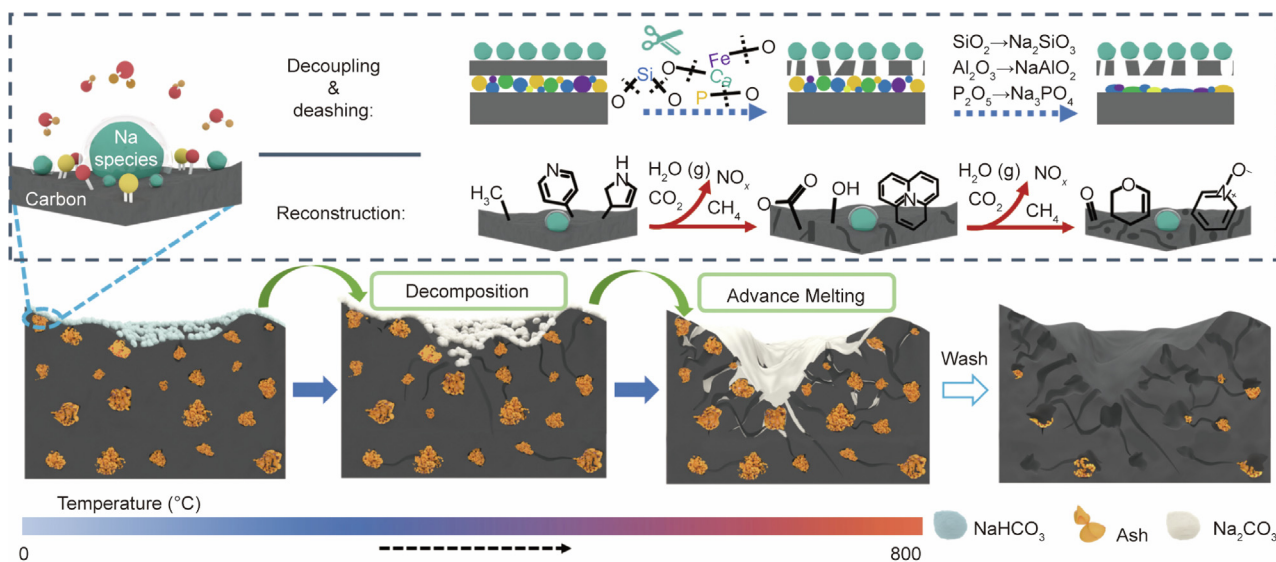 Na
species
Carbon
Decoupling
&
deashing:
Si
O
O
O
Fe
O
Ca
P
O
SiO₂→Na₂SiO₃
Al₂O₃→NaAlO₂
P₂O₅→Na₃PO₄
Reconstruction:
H₃C
N
H
N
H₂O (g)
NOₓ
CO₂
CH₄
O
O
OH
N
H₂O (g)
NOₓ
CO₂
CH₄
O
O
O⁻
N⁺
Decomposition
Advance Melting
Wash
Temperature (°C)
0
800
NaHCO₃
Ash
Na₂CO₃